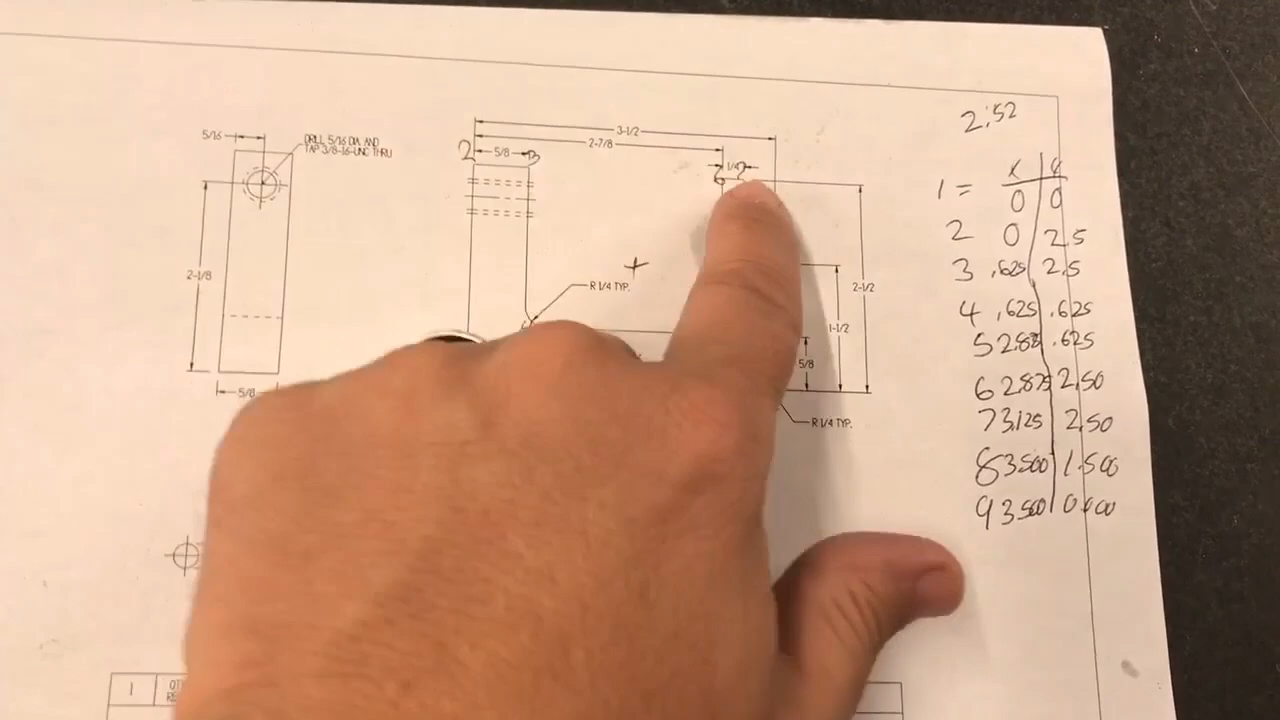 2:52
3-1/2
2-7/8
5/16
DRILL 5/16 DIA. AND
TAP 3/8-16-UNC THRU
2 5/8 3
1/4
6
X Y
1 = 0 0
2 0 2.5
3 .625 2.5
4 .625 .625
5 2.875 .625
6 2.875 2.50
7 3.125 2.50
8 3.500 1.500
9 3.500 0.000
2-1/8
R 1/4 TYP.
2-1/2
1-1/2
5/8
5/8
R 1/4 TYP.
1